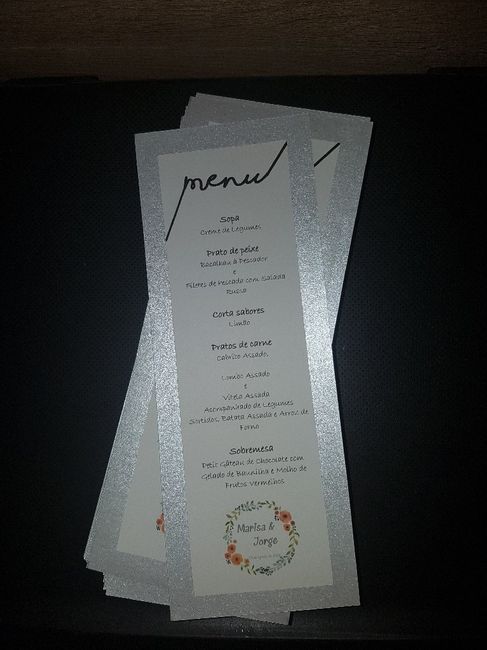 menu
Sopa
Creme de Legumes
Prato de peixe
Bacalhau à Pescador
e
Filetes de Pescada com Salada
Russa
Corta sabores
Limão
Pratos de carne
Cabrito Assado,
Lombo Assado
e
Vitela Assada
Acompanhado de Legumes
Sortidos, Batata Assada e Arroz de
Forno
Sobremesa
Petit Gâteau de Chocolate com
Gelado de Baunilha e Molho de
Frutos Vermelhos
Marisa &
Jorge